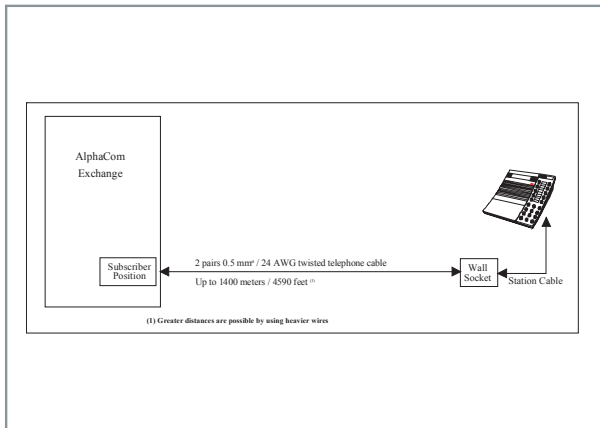 AlphaCom
Exchange
Subscriber
Position
2 pairs 0.5 mm² / 24 AWG twisted telephone cable
Up to 1400 meters / 4590 feet ⁽¹⁾
Wall
Socket
Station Cable
(1) Greater distances are possible by using heavier wires